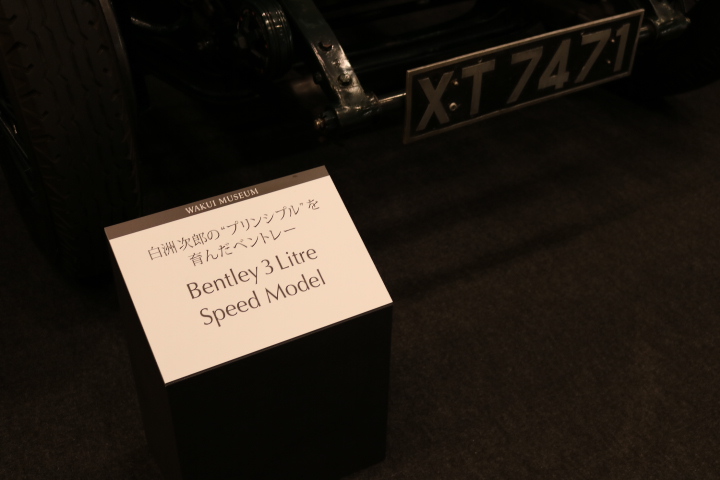 XT 7471
WAKUI MUSEUM
白洲次郎の“プリンシプル”を
育んだベントレー
Bentley 3 Litre
Speed Model